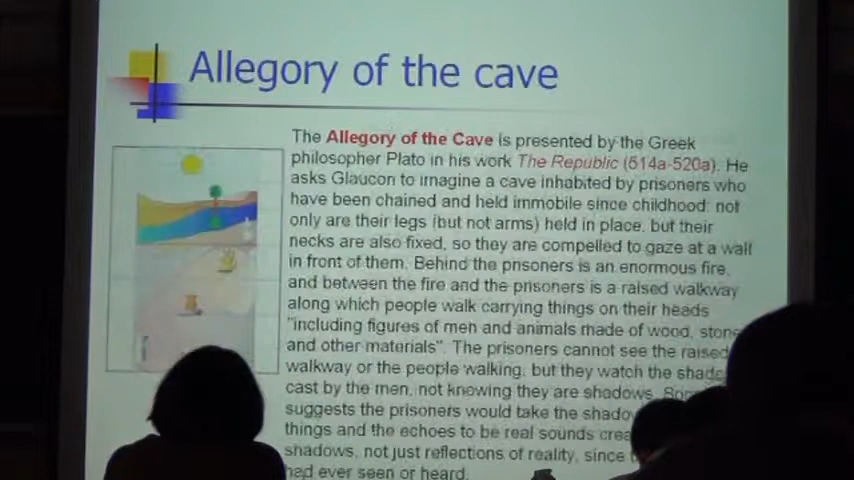 Allegory of the cave
The Allegory of the Cave is presented by the Greek
philosopher Plato in his work The Republic (514a-520a). He
asks Glaucon to imagine a cave inhabited by prisoners who
have been chained and held immobile since childhood: not
only are their legs (but not arms) held in place, but their
necks are also fixed, so they are compelled to gaze at a wall
in front of them. Behind the prisoners is an enormous fire,
and between the fire and the prisoners is a raised walkway
along which people walk carrying things on their heads
"including figures of men and animals made of wood, stone
and other materials". The prisoners cannot see the raised
walkway or the people walking, but they watch the
cast by the men, not knowing they are shadows.
suggests the prisoners would take the
things and the echoes to be real sounds
shadows, not just reflections of reality, since
had ever seen or heard.